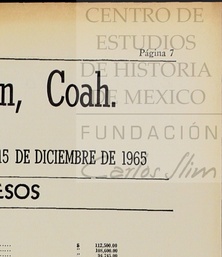 CENTRO DE
ESTUDIOS
Página 7
DE HISTORIA
DE MEXICO
n, Coah.
FUNDACIÓN
Carlos Slim
15 DE DICIEMBRE DE 1965
ESOS
$ 112,500.00